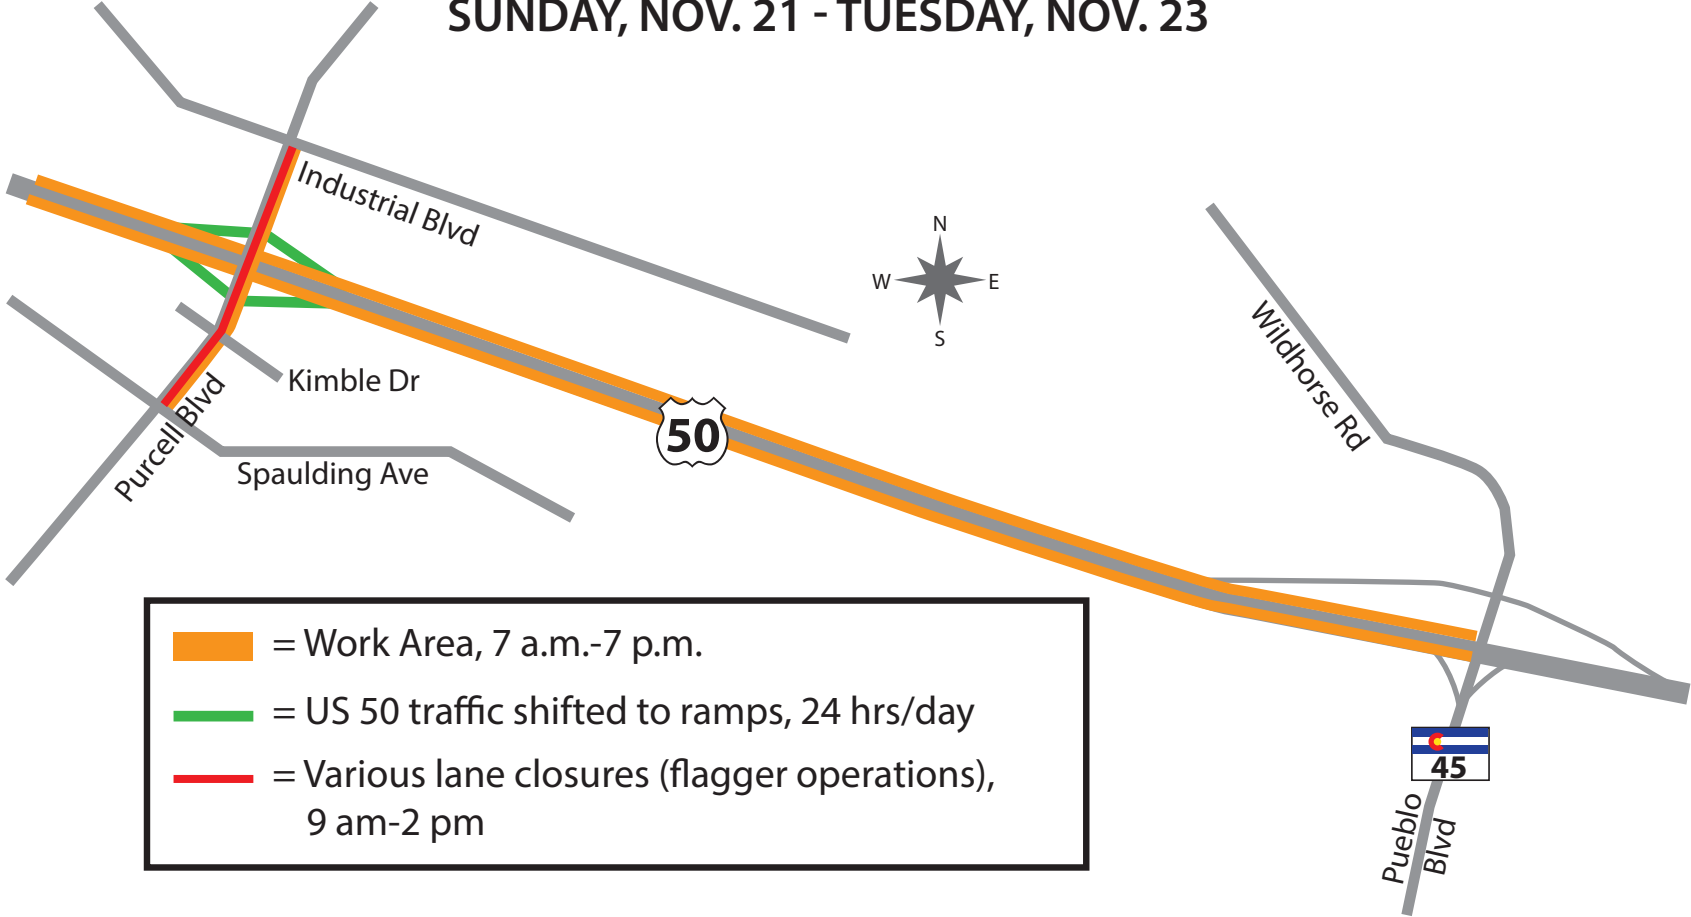 SUNDAY, NOV. 21 - TUESDAY, NOV. 23
Industrial Blvd
N
W
E
S
Wildhorse Rd
Kimble Dr
Purcell Blvd
50
Spaulding Ave
= Work Area, 7 a.m.-7 p.m.
= US 50 traffic shifted to ramps, 24 hrs/day
= Various lane closures (flagger operations),
9 am-2 pm
45
Pueblo
Blvd